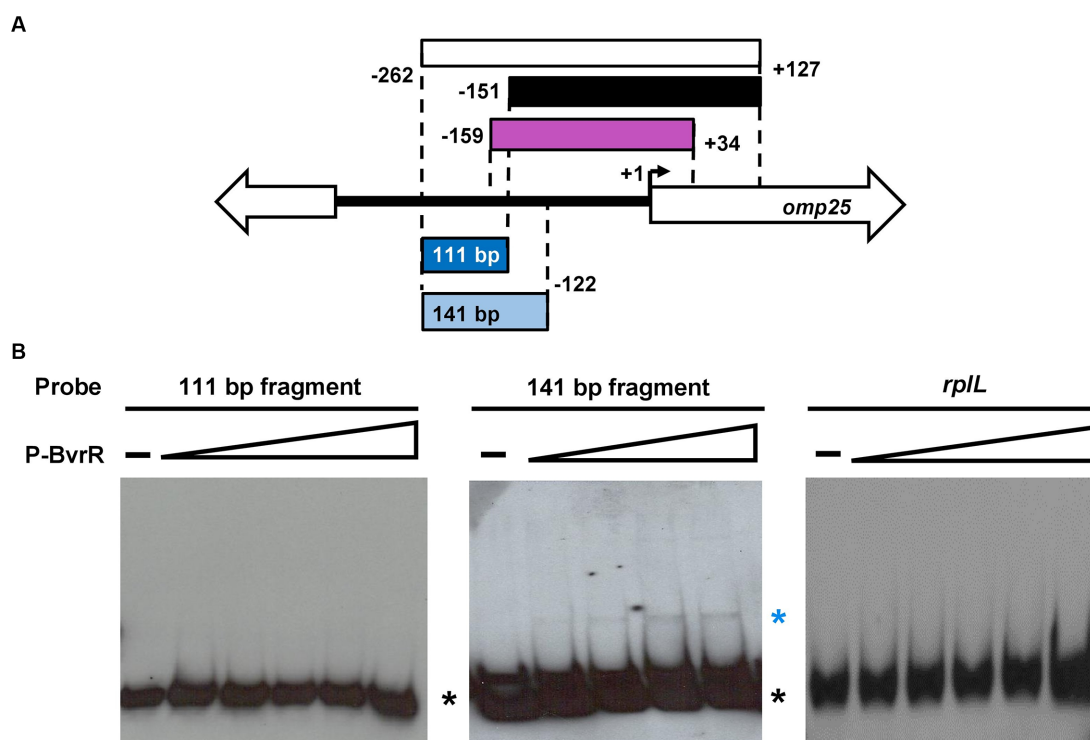 A
-262
+127
-151
-159
+34
+1
omp25
111 bp
-122
141 bp
B
Probe 111 bp fragment 141 bp fragment rplL
P-BvrR – – –
*
*
*